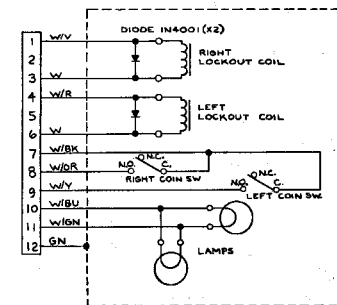 DIODE IN4001 (X2)
1 W/V
2
3 W
RIGHT
LOCKOUT COIL
4 W/R
5
6 W
LEFT
LOCKOUT COIL
7 W/BK
8 W/OR
N.O. N.C. C.
RIGHT COIN SW
9 W/Y
N.O. N.C. C.
LEFT COIN SW.
10 W/BU
11 W/GN
12 GN
LAMPS